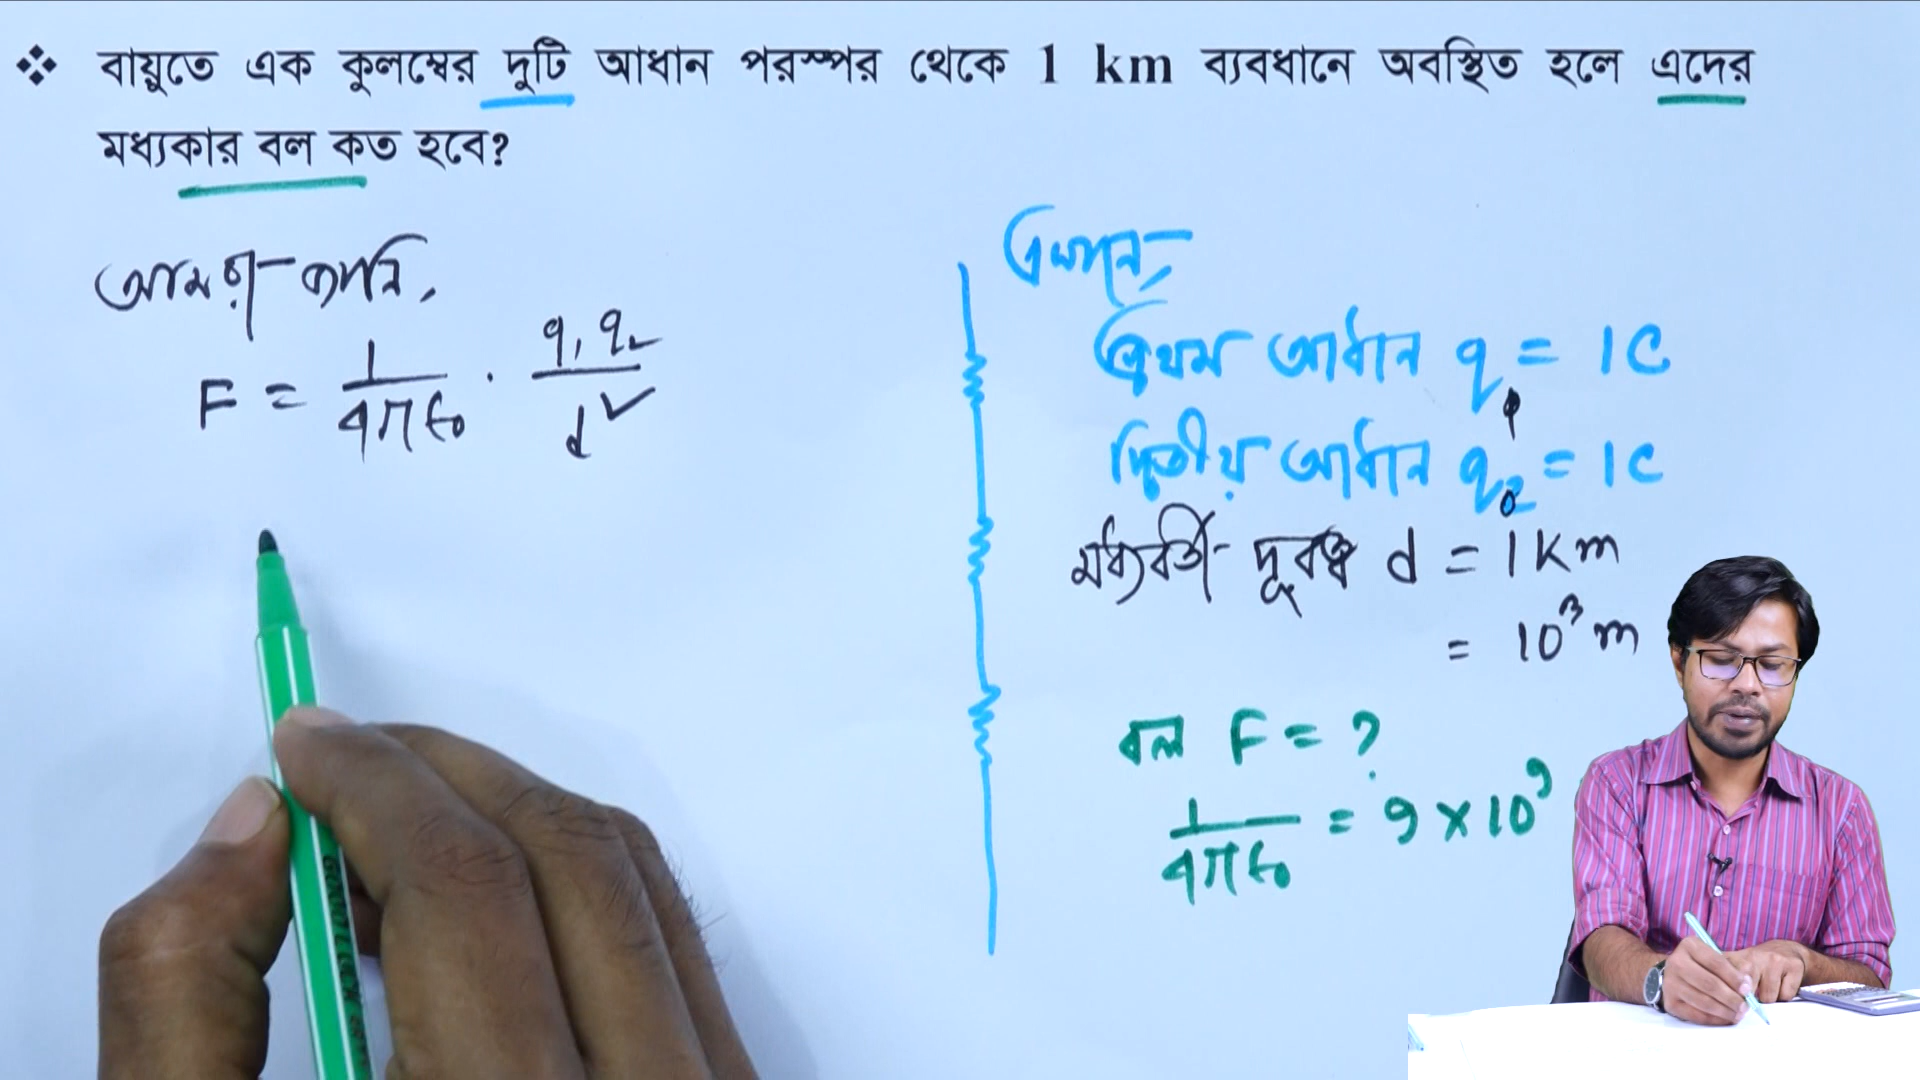 ❖ বায়ুতে এক কুলম্বের দুটি আধান পরস্পর থেকে 1 km ব্যবধানে অবস্থিত হলে এদের
মধ্যকার বল কত হবে?
আমরা জানি,
F = 1/4πε₀ · q₁q₂/d²
এখানে,
প্রথম আধান q₁ = 1C
দ্বিতীয় আধান q₂ = 1C
মধ্যবর্তী দূরত্ব d = 1Km
= 10³ m
বল F = ?
1/4πε₀ = 9 × 10⁹